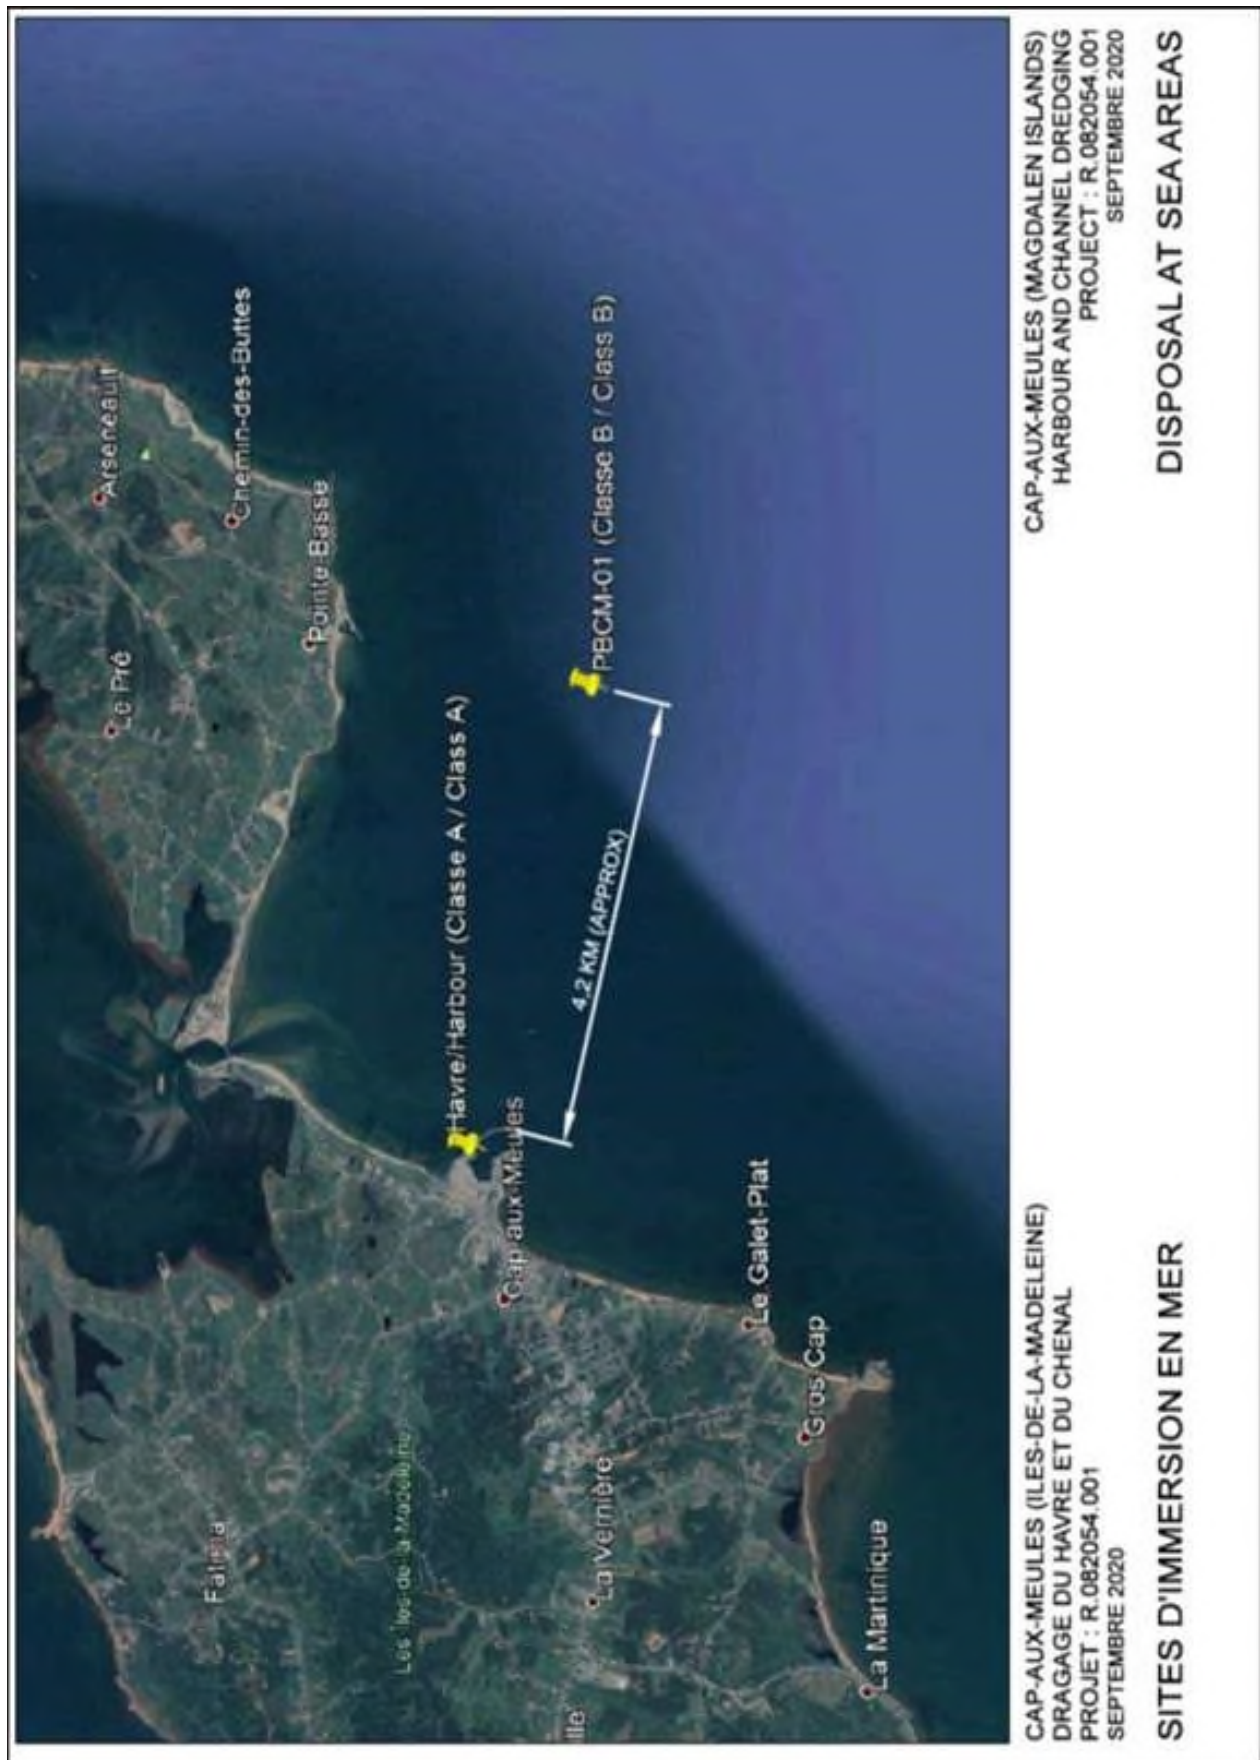 Arseneault
Le Pré
Chemin-des-Buttes
Pointe-Basse
Fatima
Les Îles-de-la-Madeleine
Havre/Harbour (Classe A / Class A)
Cap-aux-Meules
PBCM-01 (Classe B / Class B)
4.2 KM (APPROX)
La Vernière
Le Galet-Plat
Gros Cap
La Martinique
CAP-AUX-MEULES (ILES-DE-LA-MADELEINE)
DRAGAGE DU HAVRE ET DU CHENAL
PROJET : R.082054.001
SEPTEMBRE 2020
SITES D'IMMERSION EN MER
CAP-AUX-MEULES (MAGDALEN ISLANDS)
HARBOUR AND CHANNEL DREDGING
PROJECT : R.082054.001
SEPTEMBRE 2020
DISPOSAL AT SEA AREAS